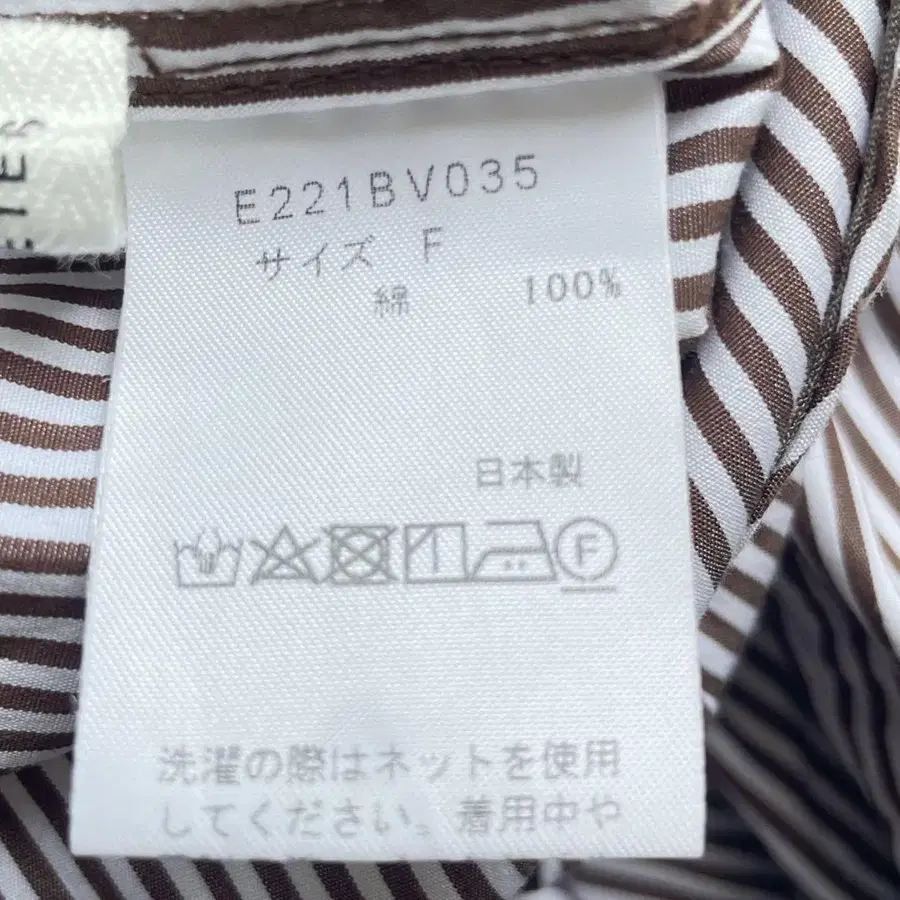 E221BV035
サイズ F
綿 100%
日本製
F
洗濯の際はネットを使用
してください。着用中や